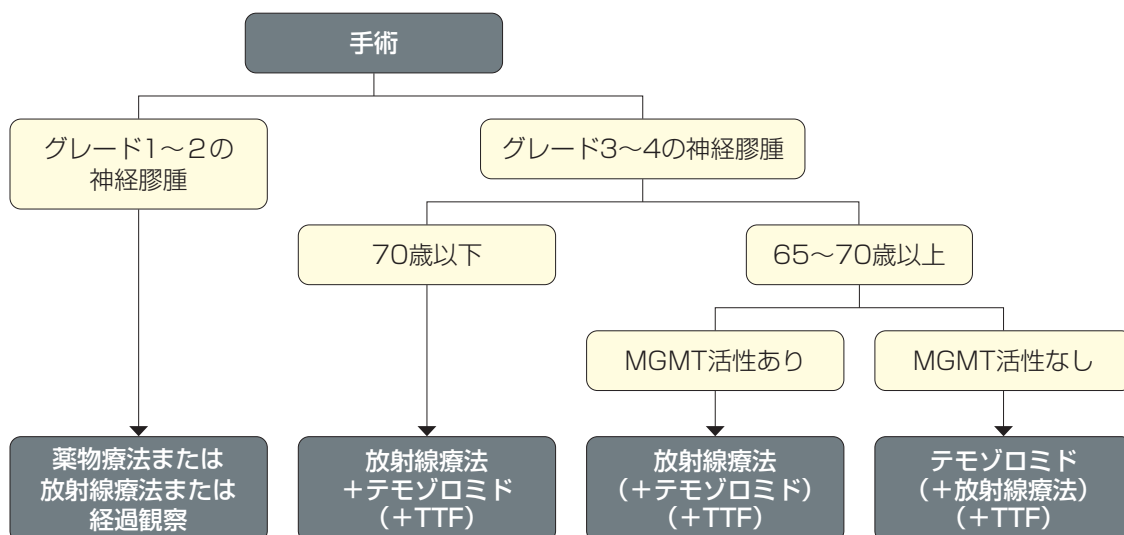 手術
グレード1～2の
神経膠腫
グレード3～4の神経膠腫
70歳以下
65～70歳以上
MGMT活性あり
MGMT活性なし
薬物療法または
放射線療法または
経過観察
放射線療法
＋テモゾロミド
（＋TTF）
放射線療法
（＋テモゾロミド）
（＋TTF）
テモゾロミド
（＋放射線療法）
（＋TTF）